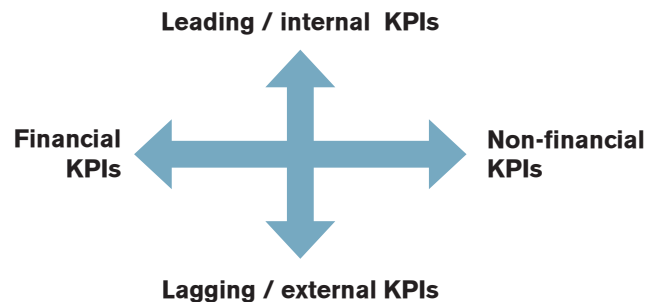 Leading / internal KPIs
Financial
KPIs
Non-financial
KPIs
Lagging / external KPIs